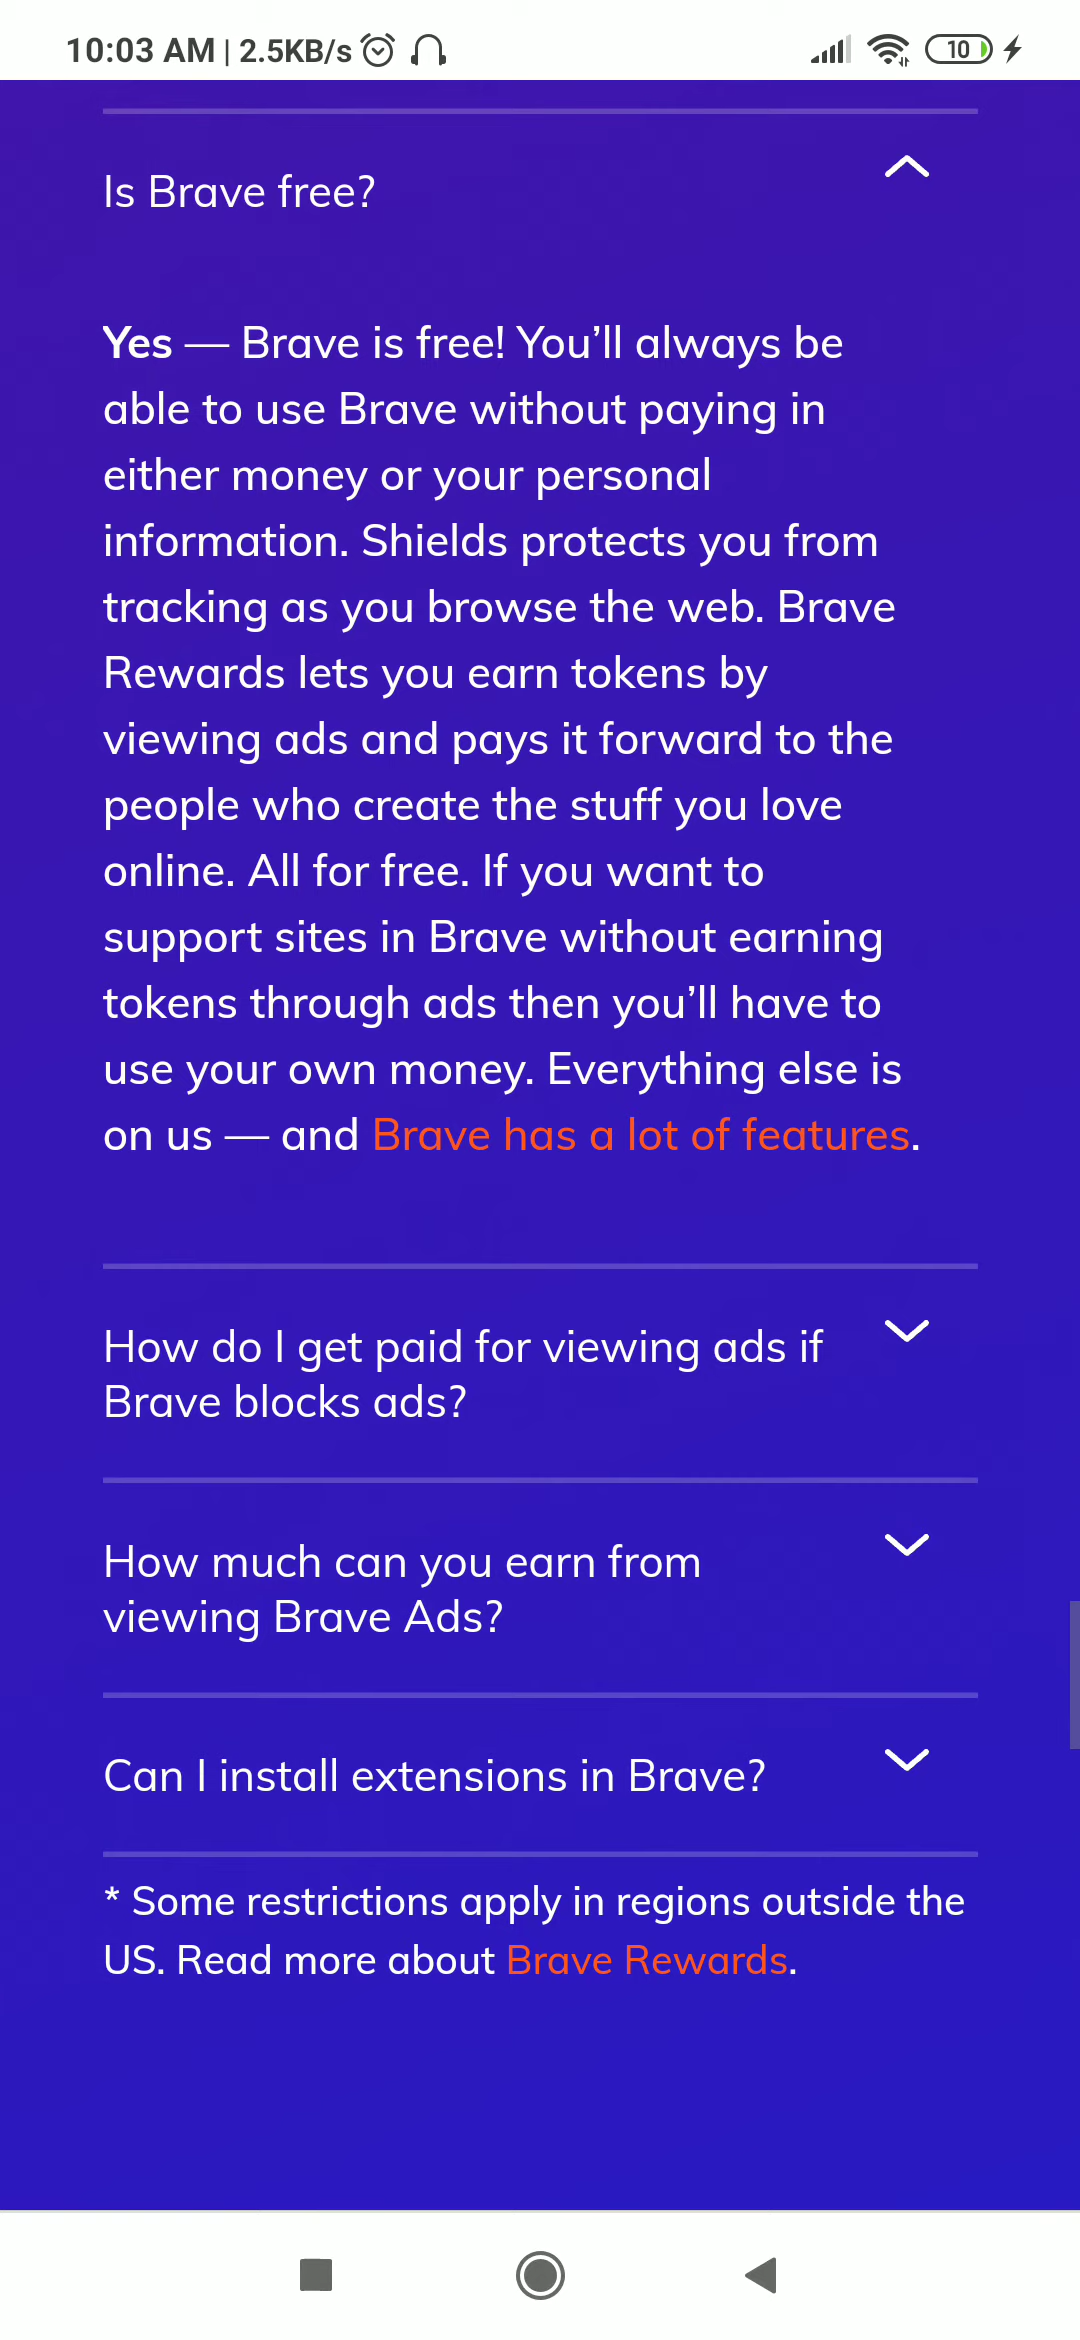 10:03 AM | 2.5KB/s
10
Is Brave free?
Yes — Brave is free! You’ll always be
able to use Brave without paying in
either money or your personal
information. Shields protects you from
tracking as you browse the web. Brave
Rewards lets you earn tokens by
viewing ads and pays it forward to the
people who create the stuff you love
online. All for free. If you want to
support sites in Brave without earning
tokens through ads then you’ll have to
use your own money. Everything else is
on us — and Brave has a lot of features.
How do I get paid for viewing ads if
Brave blocks ads?
How much can you earn from
viewing Brave Ads?
Can I install extensions in Brave?
* Some restrictions apply in regions outside the
US. Read more about Brave Rewards.